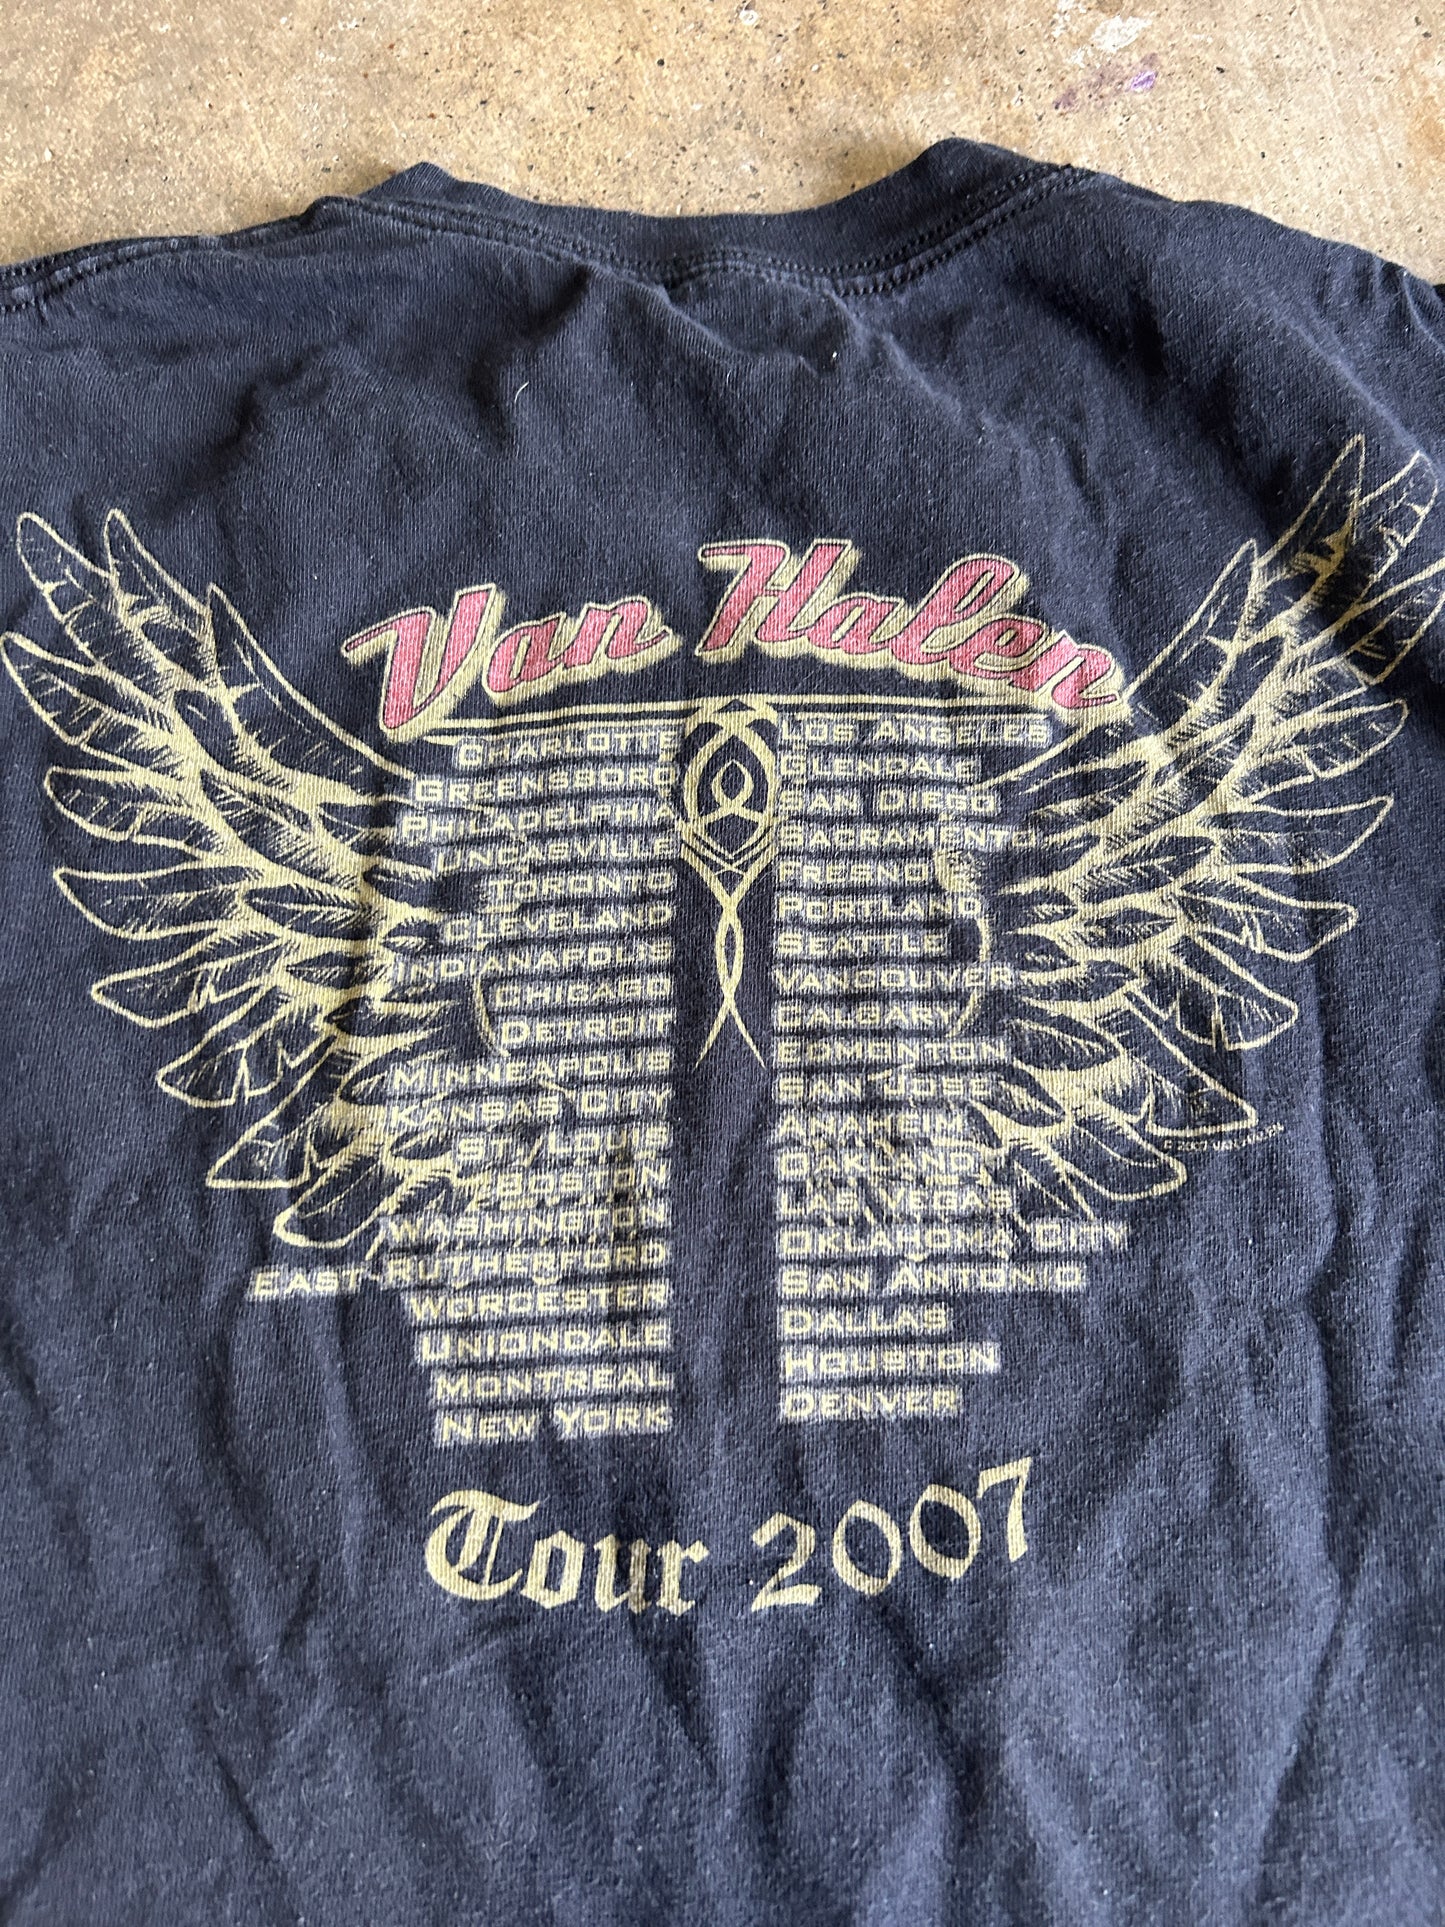 Van Halen
Charlotte
Greensboro
Philadelphia
Uncasville
Toronto
Cleveland
Indianapolis
Chicago
Detroit
Minneapolis
Kansas City
St. Louis
Boston
Washington
East Rutherford
Worcester
Uniondale
Montreal
New York
Los Angeles
Glendale
San Diego
Sacramento
Fresno
Portland
Seattle
Vancouver
Calgary
Edmonton
San Jose
Anaheim
Oakland
Las Vegas
Oklahoma City
San Antonio
Dallas
Houston
Denver
Tour 2007